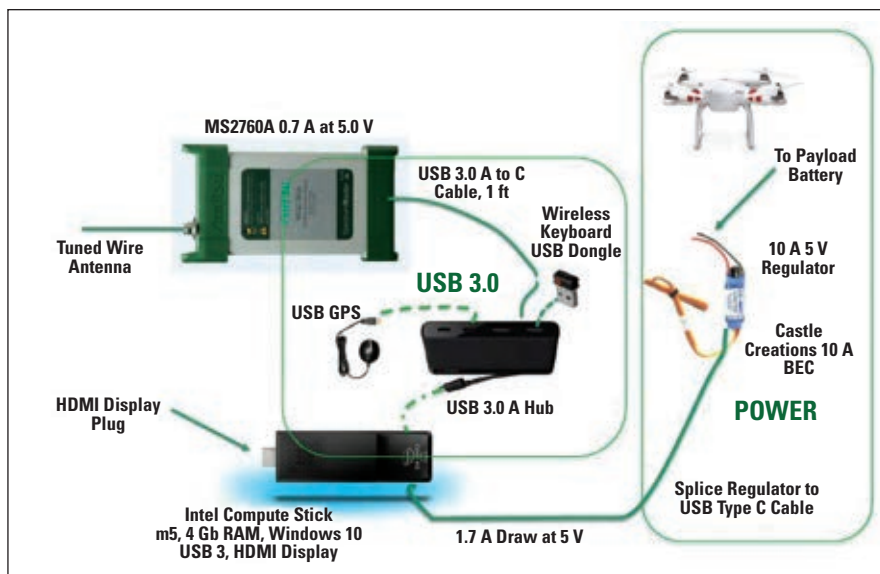 MS2760A 0.7 A at 5.0 V
USB 3.0 A to C
Cable, 1 ft
To Payload
Battery
Wireless
Keyboard
USB Dongle
Tuned Wire
Antenna
10 A 5 V
Regulator
USB 3.0
USB GPS
Castle
Creations 10 A
BEC
HDMI Display
Plug
USB 3.0 A Hub
POWER
Intel Compute Stick
m5, 4 Gb RAM, Windows 10
USB 3, HDMI Display
1.7 A Draw at 5 V
Splice Regulator to
USB Type C Cable